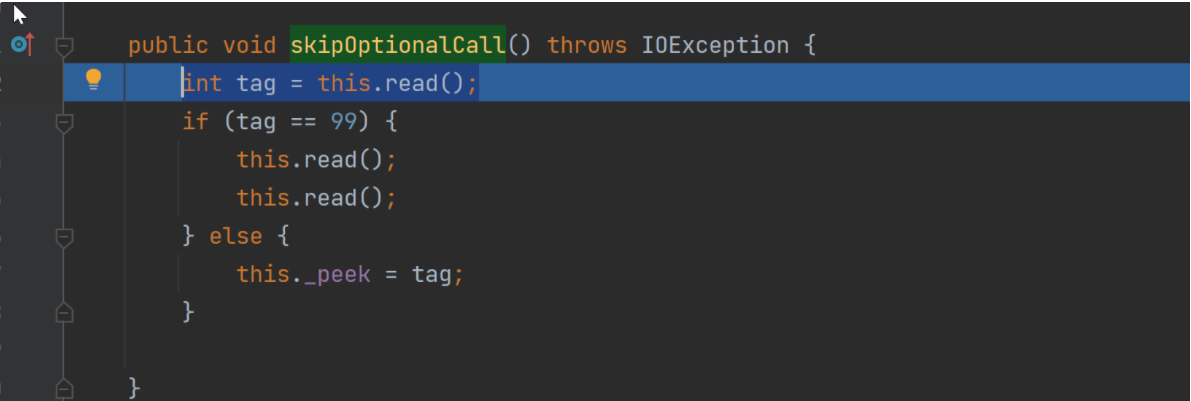 public void skipOptionalCall() throws IOException {
int tag = this.read();
if (tag == 99) {
this.read();
this.read();
} else {
this._peek = tag;
}
}